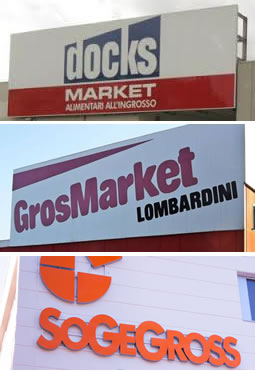 docks
MARKET
ALIMENTARI ALL'INGROSSO
GrosMarket
LOMBARDINI
SOGEGROSS